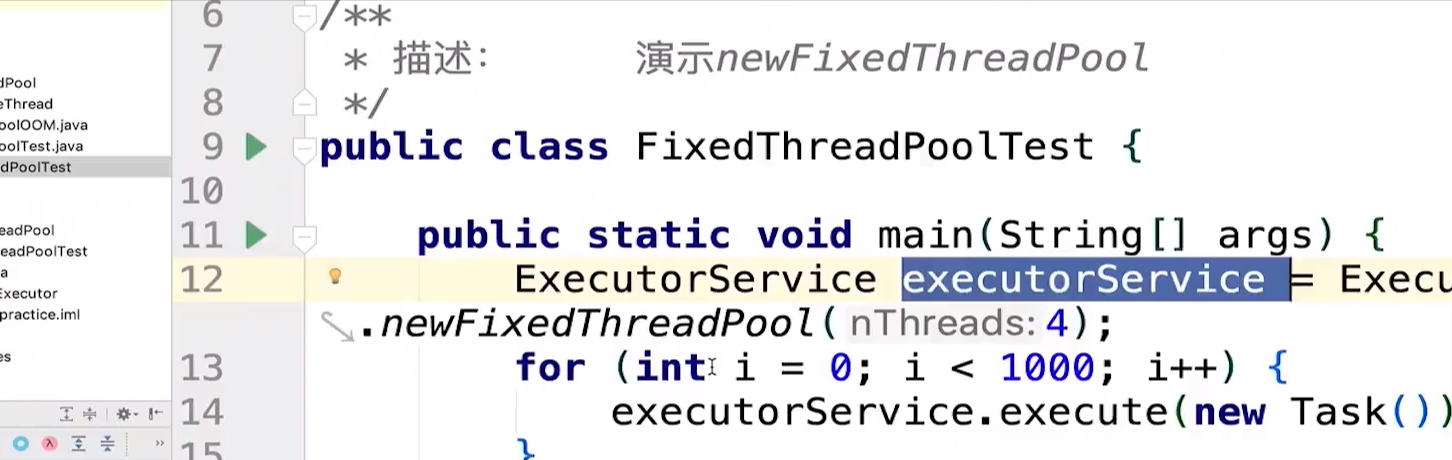 dPool
eThread
oolOOM.java
oolTest.java
dPoolTest
eadPool
eadPoolTest
a
Executor
practice.iml
es
6 /**
7 * 描述: 演示newFixedThreadPool
8 */
9 public class FixedThreadPoolTest {
10
11 public static void main(String[] args) {
12 ExecutorService executorService = Execu
.newFixedThreadPool( nThreads: 4);
13 for (int i = 0; i < 1000; i++) {
14 executorService.execute(new Task())
15 }